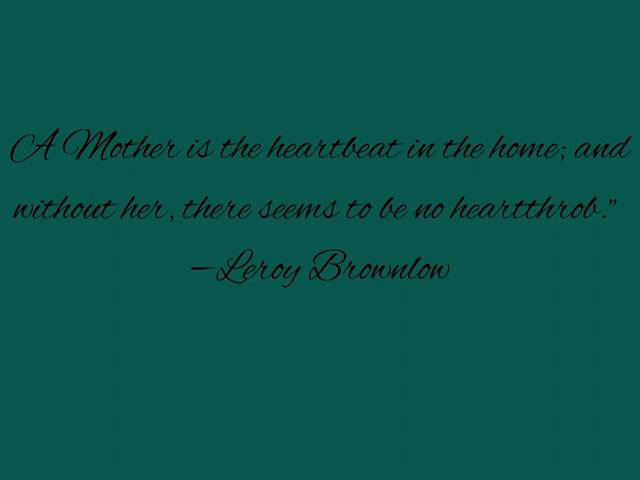 A Mother is the heartbeat in the home; and
without her, there seems to be no heartthrob.”
—Leroy Brownlow